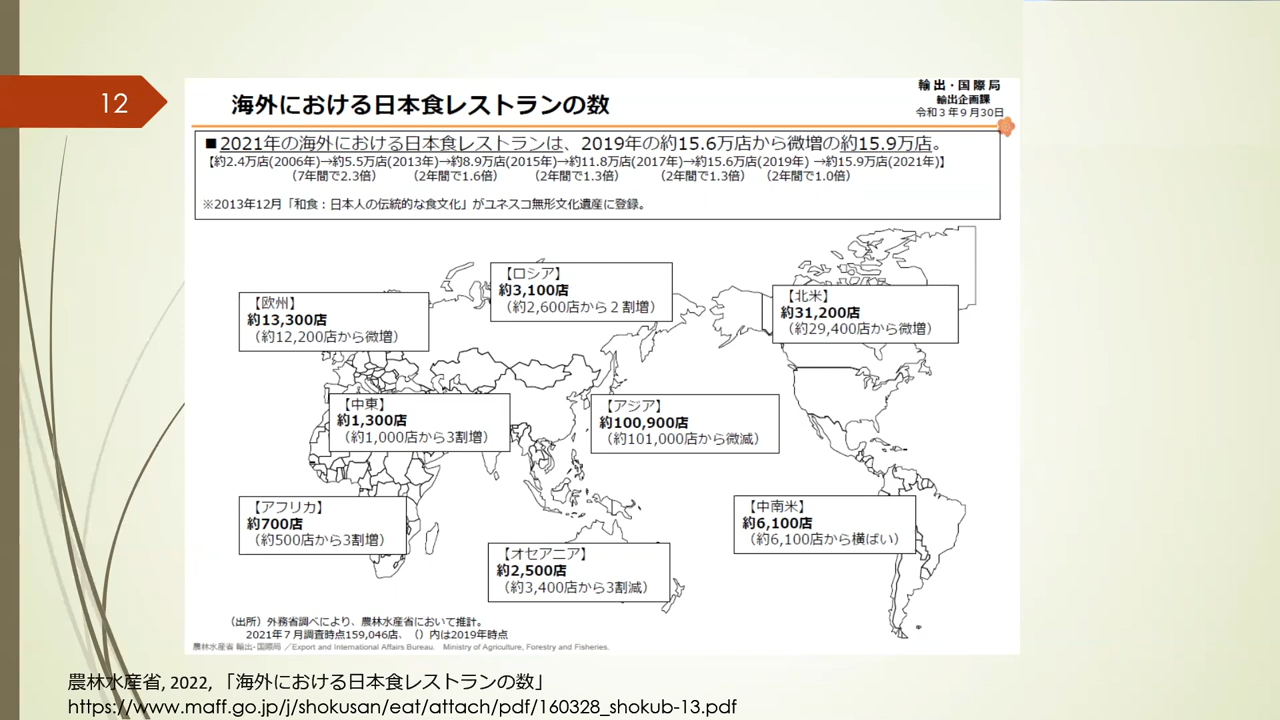 12
海外における日本食レストランの数
輸出・国際局
輸出企画課
令和３年９月30日
■2021年の海外における日本食レストランは、2019年の約15.6万店から微増の約15.9万店。
【約2.4万店(2006年)→約5.5万店(2013年)→約8.9万店(2015年)→約11.8万店(2017年)→約15.6万店(2019年) →約15.9万店(2021年)】
（7年間で2.3倍） （2年間で1.6倍） （2年間で1.3倍） （2年間で1.3倍） （2年間で1.0倍）
※2013年12月「和食：日本人の伝統的な食文化」がユネスコ無形文化遺産に登録。
【ロシア】
約3,100店
（約2,600店から２割増）
【欧州】
約13,300店
（約12,200店から微増）
【北米】
約31,200店
（約29,400店から微増）
【中東】
約1,300店
（約1,000店から3割増）
【アジア】
約100,900店
（約101,000店から微減）
【アフリカ】
約700店
（約500店から3割増）
【中南米】
約6,100店
（約6,100店から横ばい）
【オセアニア】
約2,500店
（約3,400店から3割減）
（出所）外務省調べにより、農林水産省において推計。
2021年７月調査時点159,046店、（）内は2019年時点
農林水産省 輸出・国際局 ／Export and International Affairs Bureau. Ministry of Agriculture, Forestry and Fisheries.
農林水産省, 2022, 「海外における日本食レストランの数」
https://www.maff.go.jp/j/shokusan/eat/attach/pdf/160328_shokub-13.pdf